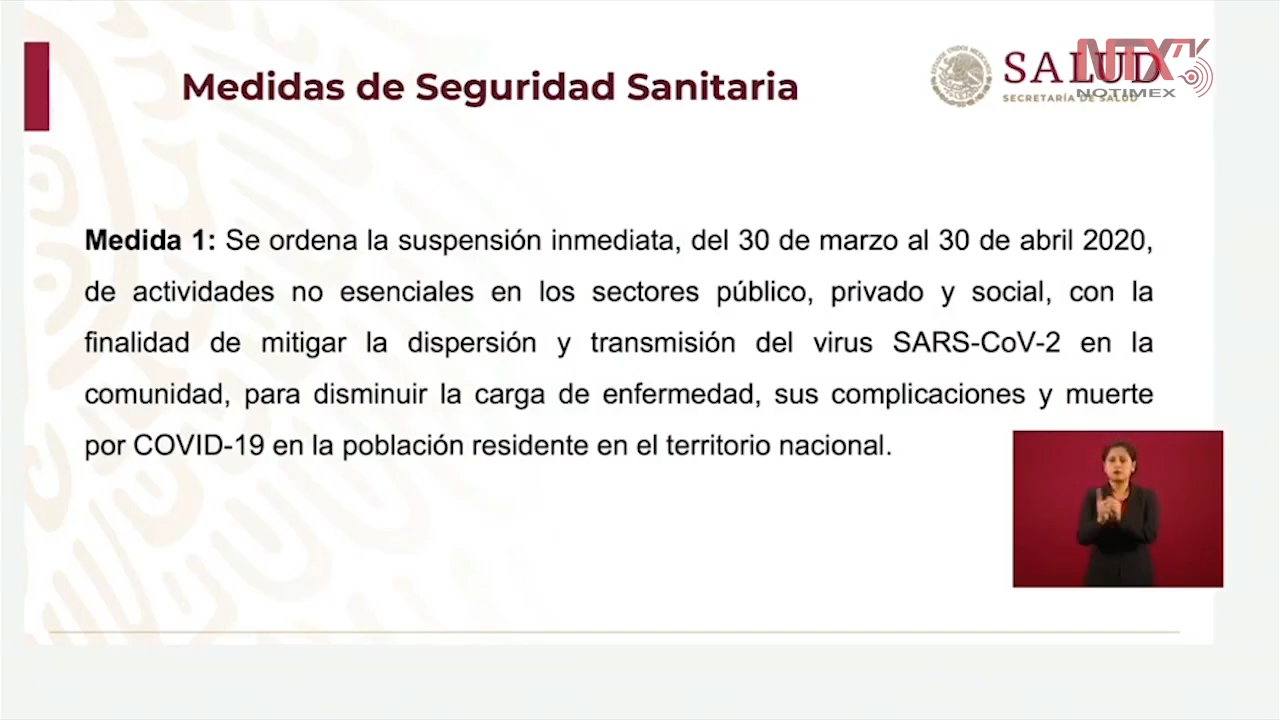 Medidas de Seguridad Sanitaria
SALUD
SECRETARÍA DE SALUD
NTX TV
NOTIMEX
Medida 1: Se ordena la suspensión inmediata, del 30 de marzo al 30 de abril 2020,
de actividades no esenciales en los sectores público, privado y social, con la
finalidad de mitigar la dispersión y transmisión del virus SARS-CoV-2 en la
comunidad, para disminuir la carga de enfermedad, sus complicaciones y muerte
por COVID-19 en la población residente en el territorio nacional.